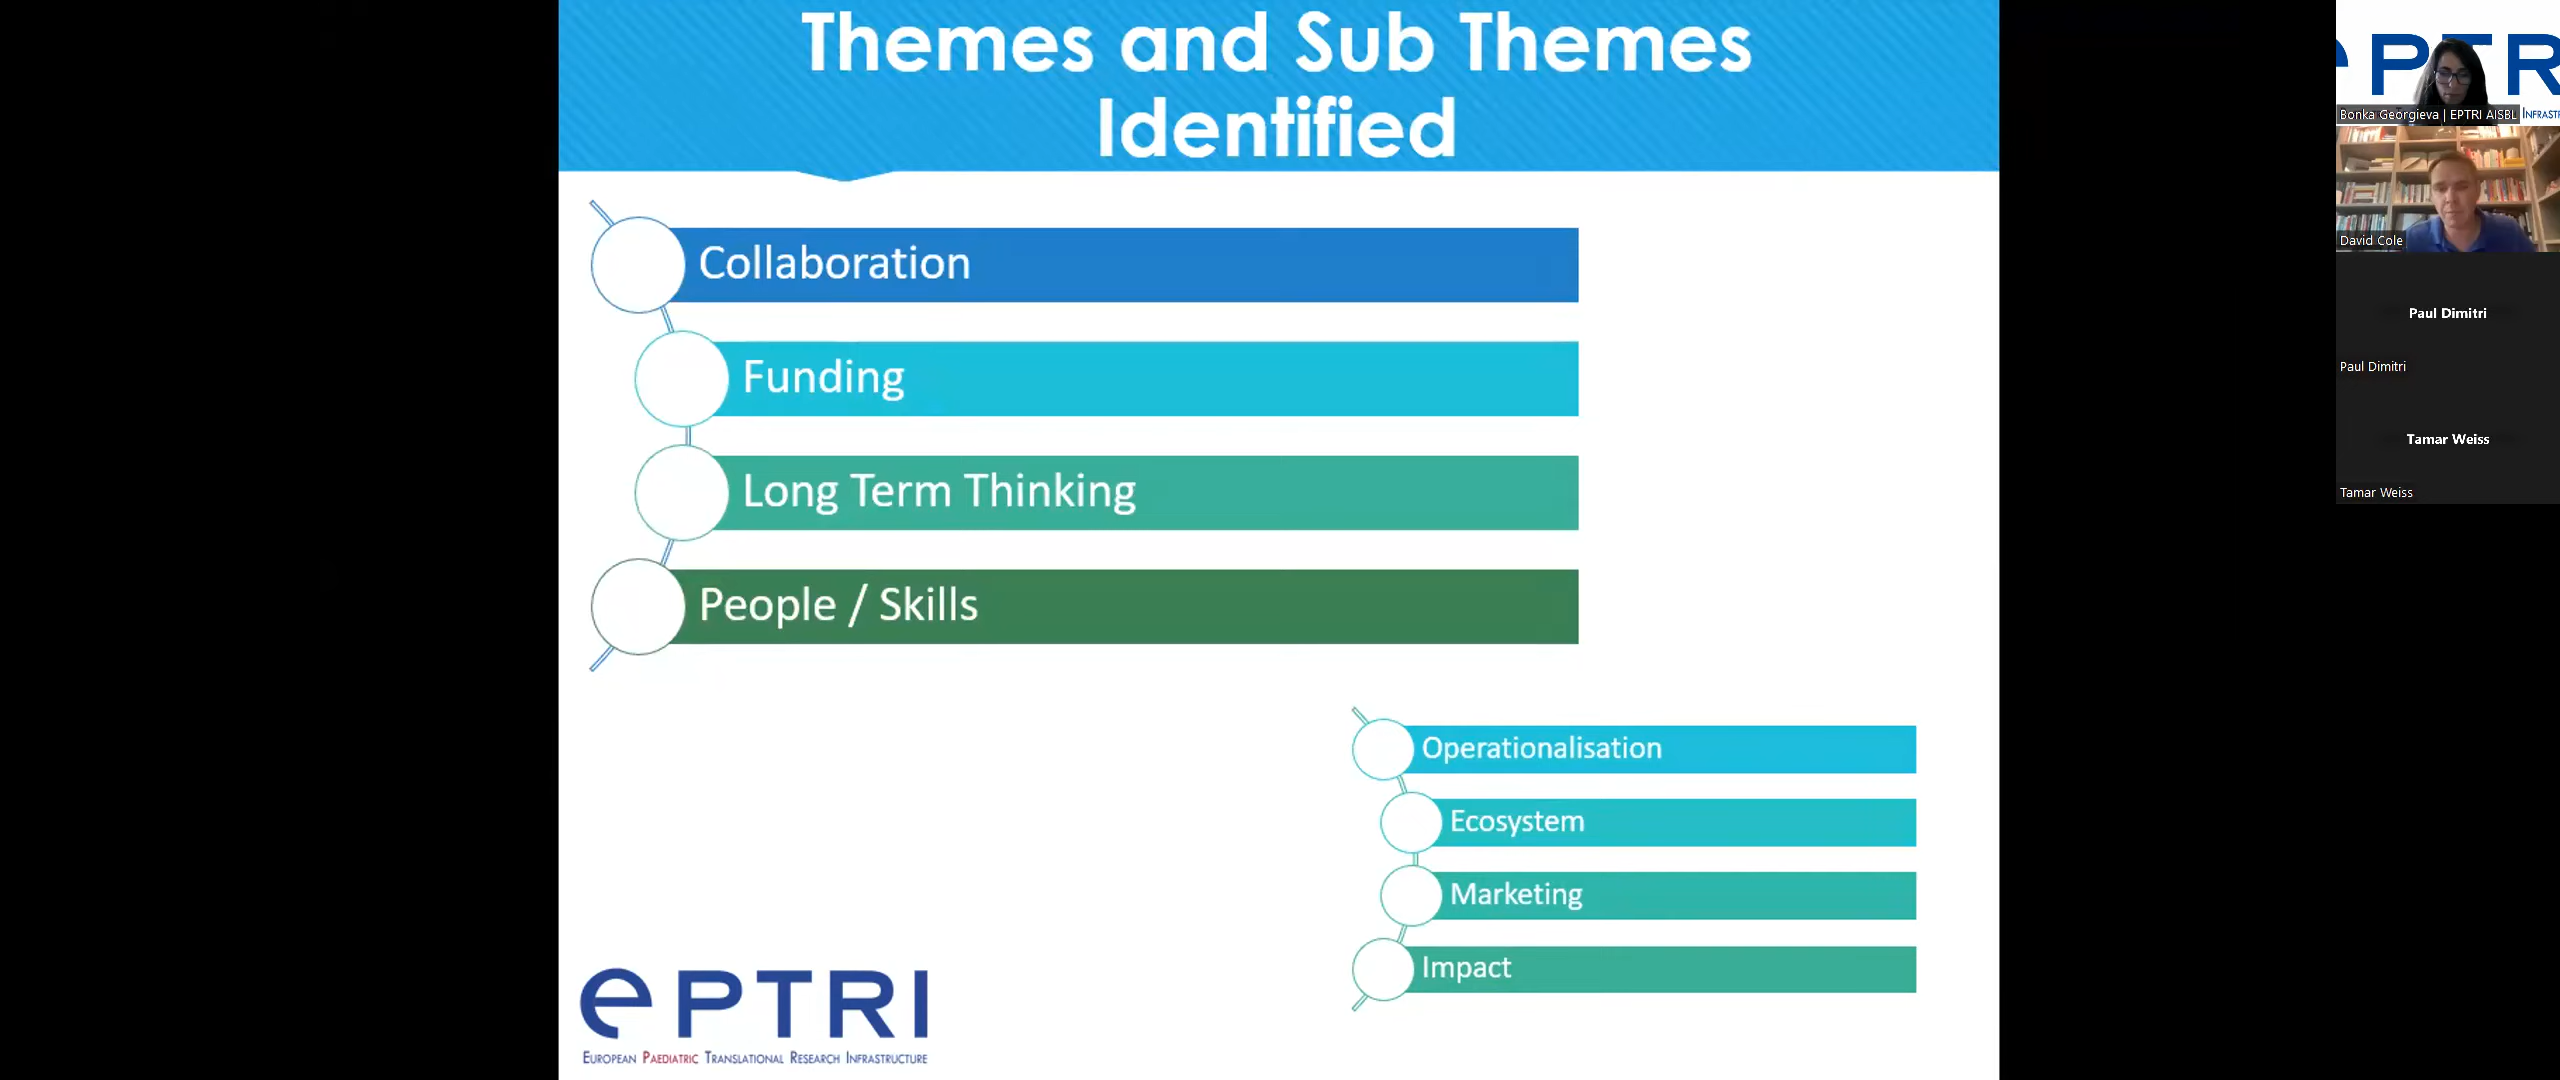 Themes and Sub Themes
Identified
Collaboration
Funding
Long Term Thinking
People / Skills
Operationalisation
Ecosystem
Marketing
Impact
ePTRI
EUROPEAN PAEDIATRIC TRANSLATIONAL RESEARCH INFRASTRUCTURE
PTR
Bonka Georgieva | EPTRI AISBL
David Cole
Paul Dimitri
Paul Dimitri
Tamar Weiss
Tamar Weiss